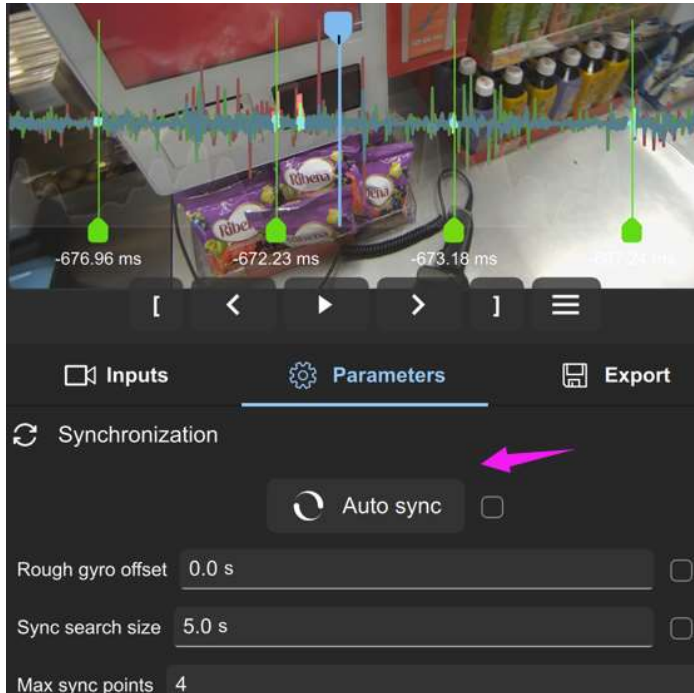 Ribena
Ribe
-676.96 ms
-672.23 ms
-673.18 ms
[ < > ]
Inputs
Parameters
Export
Synchronization
Auto sync
Rough gyro offset 0.0 s
Sync search size 5.0 s
Max sync points 4